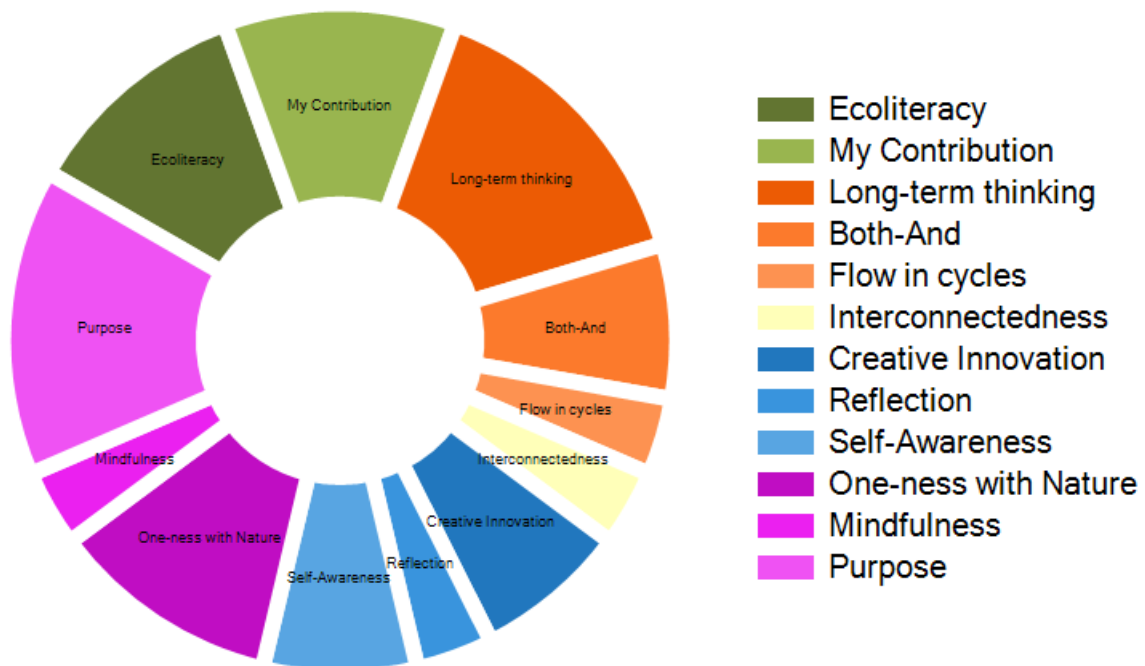 My Contribution
Ecoliteracy
Long-term thinking
Purpose
Both-And
Flow in cycles
Mindfulness
Interconnectedness
Creative Innovation
One-ness with Nature
Reflection
Self-Awareness
Ecoliteracy
My Contribution
Long-term thinking
Both-And
Flow in cycles
Interconnectedness
Creative Innovation
Reflection
Self-Awareness
One-ness with Nature
Mindfulness
Purpose